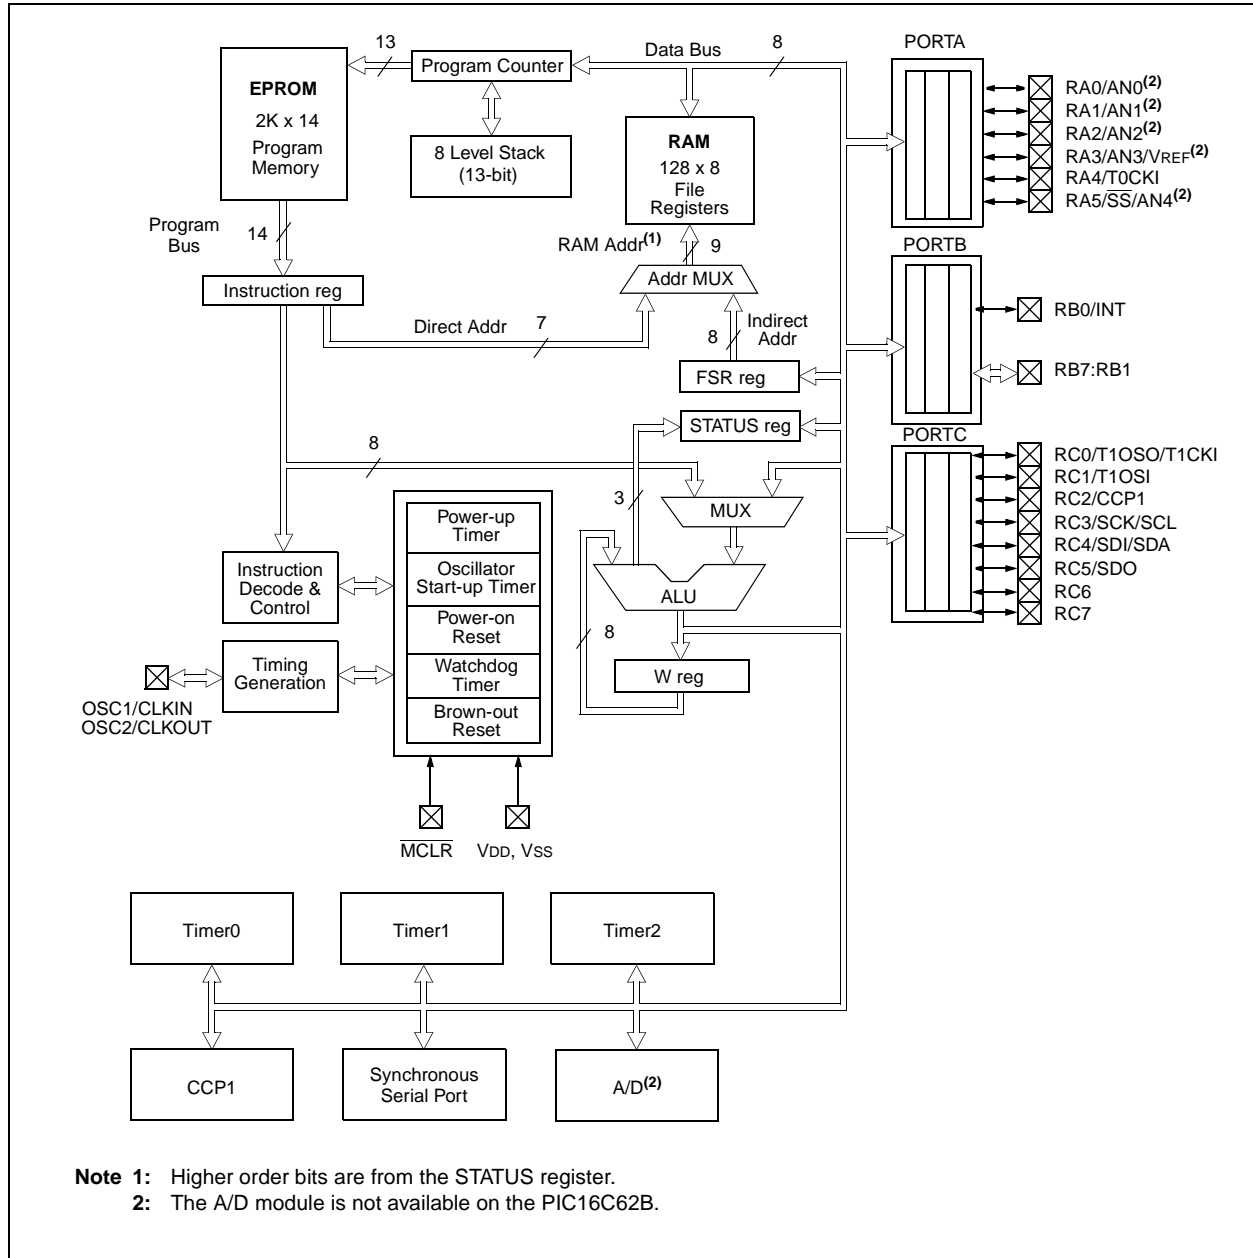 13
Data Bus
8
PORTA
EPROM
2K x 14
Program
Memory
Program Counter
8 Level Stack
(13-bit)
RAM
128 x 8
File
Registers
RA0/AN0(2)
RA1/AN1(2)
RA2/AN2(2)
RA3/AN3/VREF(2)
RA4/T0CKI
RA5/SS/AN4(2)
Program
Bus
14
RAM Addr(1)
9
PORTB
Instruction reg
Addr MUX
Direct Addr
7
8
Indirect
Addr
RB0/INT
RB7:RB1
FSR reg
STATUS reg
PORTC
8
3
MUX
RC0/T1OSO/T1CKI
RC1/T1OSI
RC2/CCP1
RC3/SCK/SCL
RC4/SDI/SDA
RC5/SDO
RC6
RC7
Power-up
Timer
Oscillator
Start-up Timer
Power-on
Reset
Watchdog
Timer
Brown-out
Reset
Instruction
Decode &
Control
ALU
8
W reg
Timing
Generation
OSC1/CLKIN
OSC2/CLKOUT
MCLR
VDD, VSS
Timer0
Timer1
Timer2
CCP1
Synchronous
Serial Port
A/D(2)
Note 1: Higher order bits are from the STATUS register.
2: The A/D module is not available on the PIC16C62B.